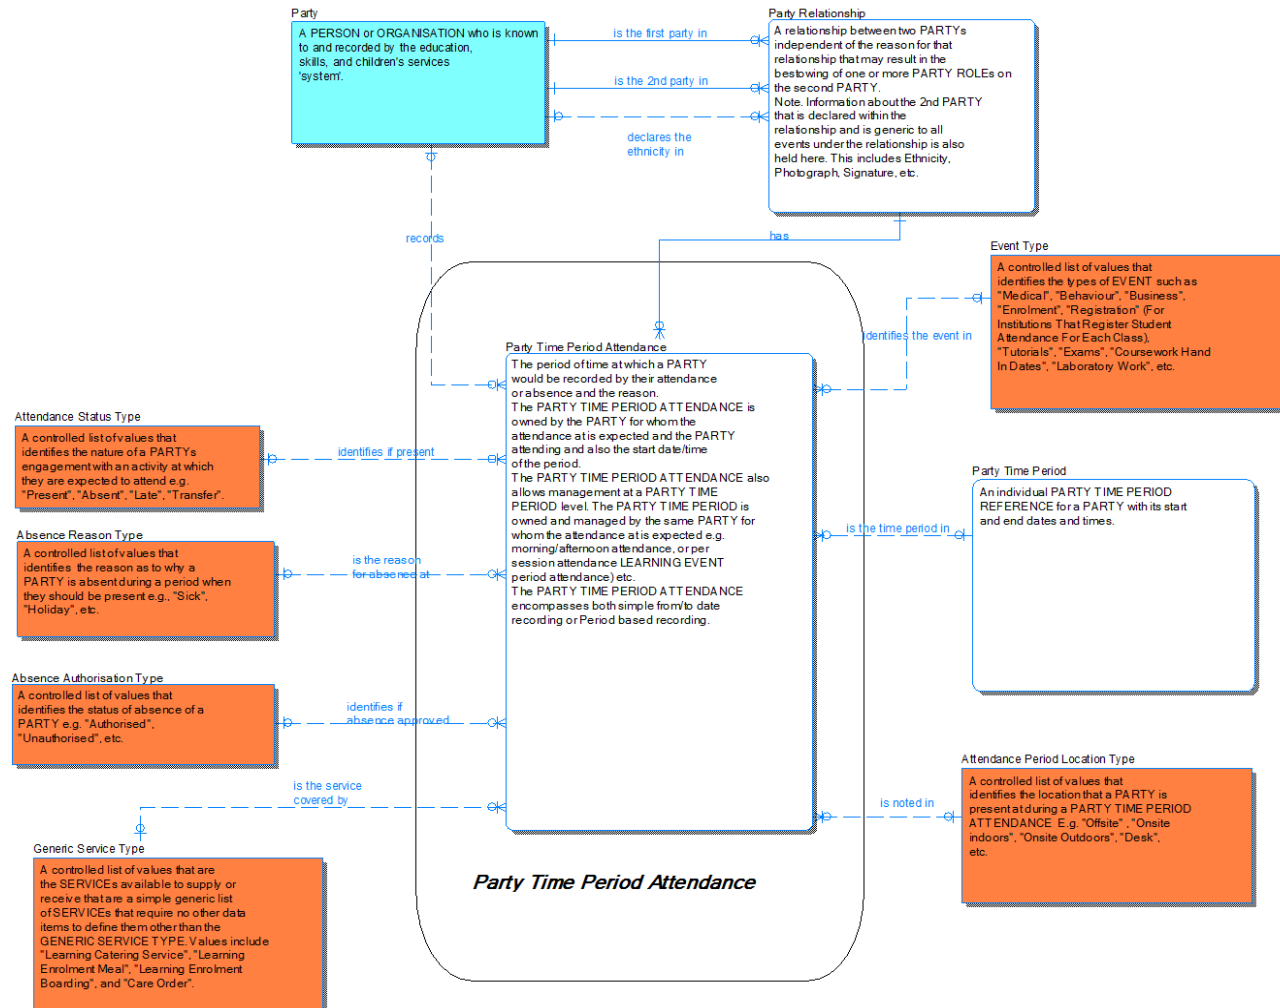 Party
A PERSON or ORGANISATION who is known
to and recorded by the education,
skills, and children's services
'system'.
is the first party in
is the 2nd party in
declares the
ethnicity in
Party Relationship
A relationship between two PARTYs
independent of the reason for that
relationship that may result in the
bestowing of one or more PARTY ROLEs on
the second PARTY.
Note. Information about the 2nd PARTY
that is declared within the
relationship and is generic to all
events under the relationship is also
held here. This includes Ethnicity,
Photograph, Signature, etc.
records
has
Event Type
A controlled list of values that
identifies the types of EVENT such as
"Medical", "Behaviour", "Business",
"Enrolment", "Registration" (For
Institutions That Register Student
Attendance For Each Class),
"Tutorials", "Exams", "Coursework Hand
In Dates", "Laboratory Work", etc.
identifies the event in
Party Time Period Attendance
The period of time at which a PARTY
would be recorded by their attendance
or absence and the reason.
The PARTY TIME PERIOD ATTENDANCE is
owned by the PARTY for whom the
attendance at is expected and the PARTY
attending and also the start date/time
of the period.
The PARTY TIME PERIOD ATTENDANCE also
allows management at a PARTY TIME
PERIOD level. The PARTY TIME PERIOD is
owned and managed by the same PARTY for
whom the attendance at is expected e.g.
morning/afternoon attendance, or per
session attendance LEARNING EVENT
period attendance) etc.
The PARTY TIME PERIOD ATTENDANCE
encompasses both simple from/to date
recording or Period based recording.
Attendance Status Type
A controlled list of values that
identifies the nature of a PARTYs
engagement with an activity at which
they are expected to attend e.g.
"Present", "Absent", "Late", "Transfer".
identifies if present
Absence Reason Type
A controlled list of values that
identifies the reason as to why a
PARTY is absent during a period when
they should be present e.g., "Sick",
"Holiday", etc.
is the reason
for absence at
Party Time Period
An individual PARTY TIME PERIOD
REFERENCE for a PARTY with its start
and end dates and times.
is the time period in
Absence Authorisation Type
A controlled list of values that
identifies the status of absence of a
PARTY e.g. "Authorised",
"Unauthorised", etc.
identifies if
absence approved
is the service
covered by
Attendance Period Location Type
A controlled list of values that
identifies the location that a PARTY is
present at during a PARTY TIME PERIOD
ATTENDANCE E.g. "Offsite" , "Onsite
indoors", "Onsite Outdoors", "Desk",
etc.
is noted in
Generic Service Type
A controlled list of values that are
the SERVICEs available to supply or
receive that are a simple generic list
of SERVICEs that require no other data
items to define them other than the
GENERIC SERVICE TYPE. Values include
"Learning Catering Service", "Learning
Enrolment Meal", "Learning Enrolment
Boarding", and "Care Order".
Party Time Period Attendance